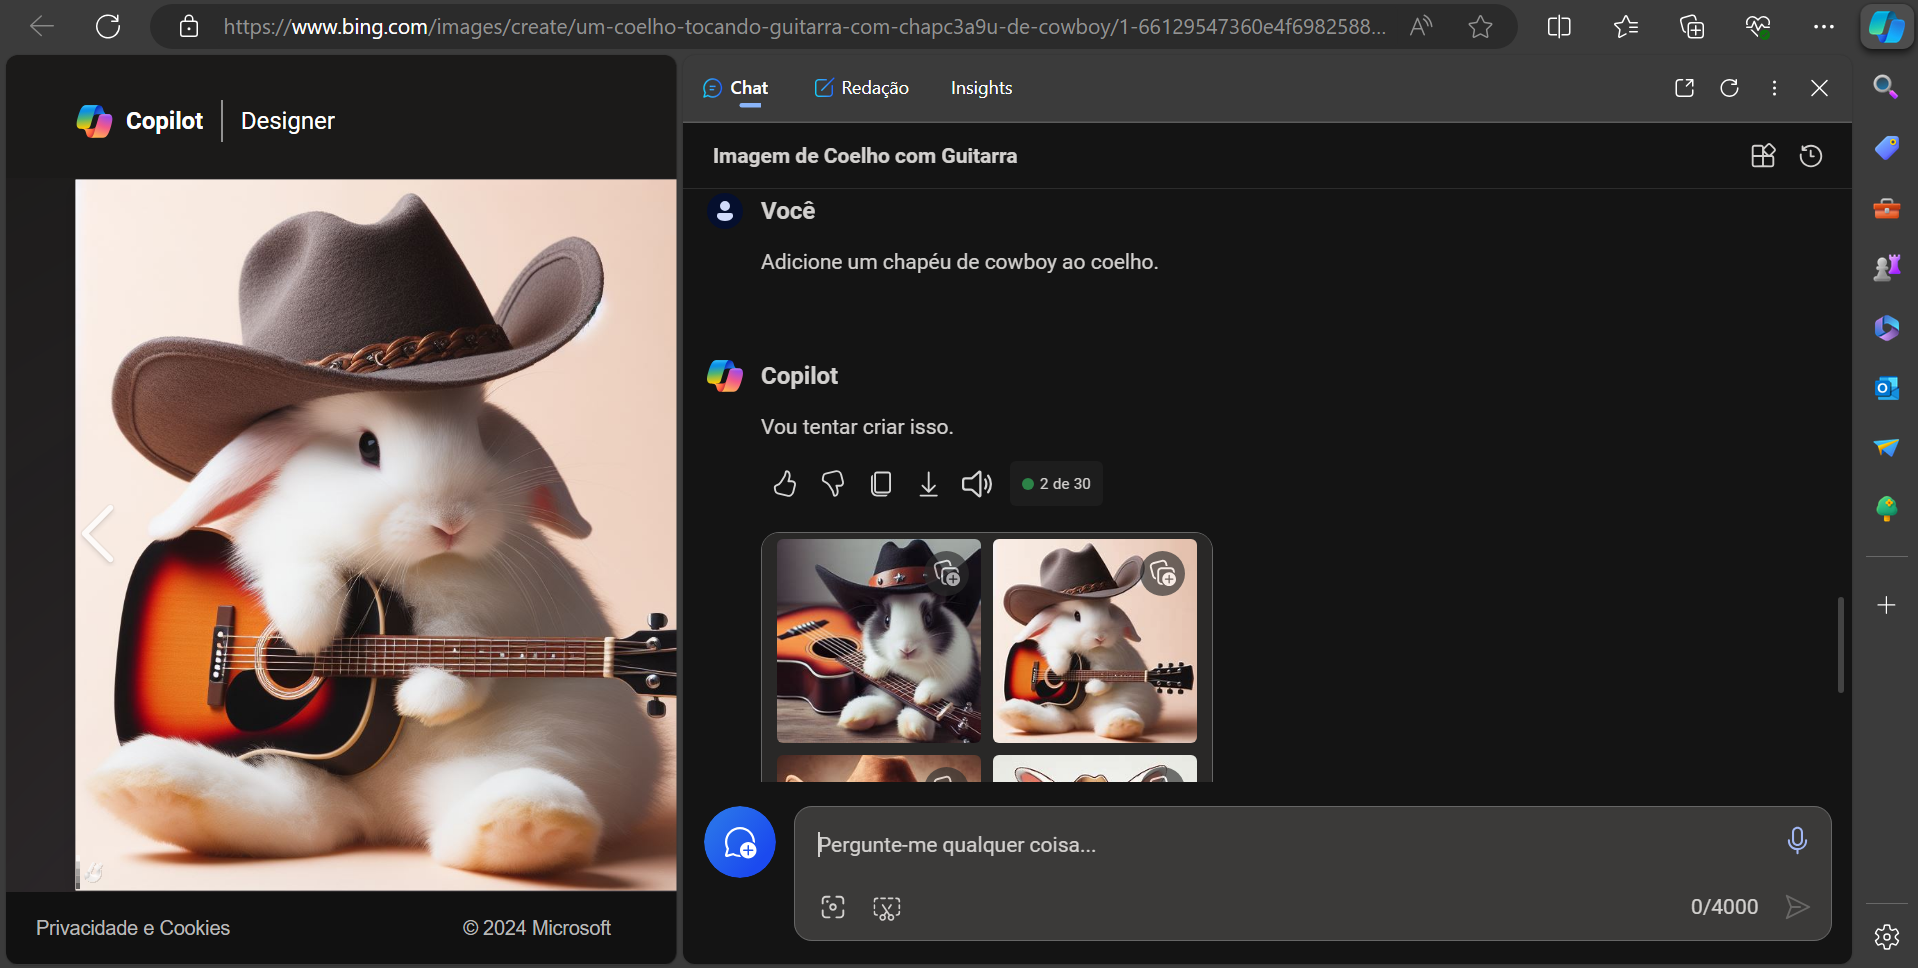 https://www.bing.com/images/create/um-coelho-tocando-guitarra-com-chapc3a9u-de-cowboy/1-66129547360e4f6982588...
Copilot | Designer
Privacidade e Cookies
© 2024 Microsoft
Chat
Redação
Insights
Imagem de Coelho com Guitarra
Você
Adicione um chapéu de cowboy ao coelho.
Copilot
Vou tentar criar isso.
2 de 30
Pergunte-me qualquer coisa...
0/4000